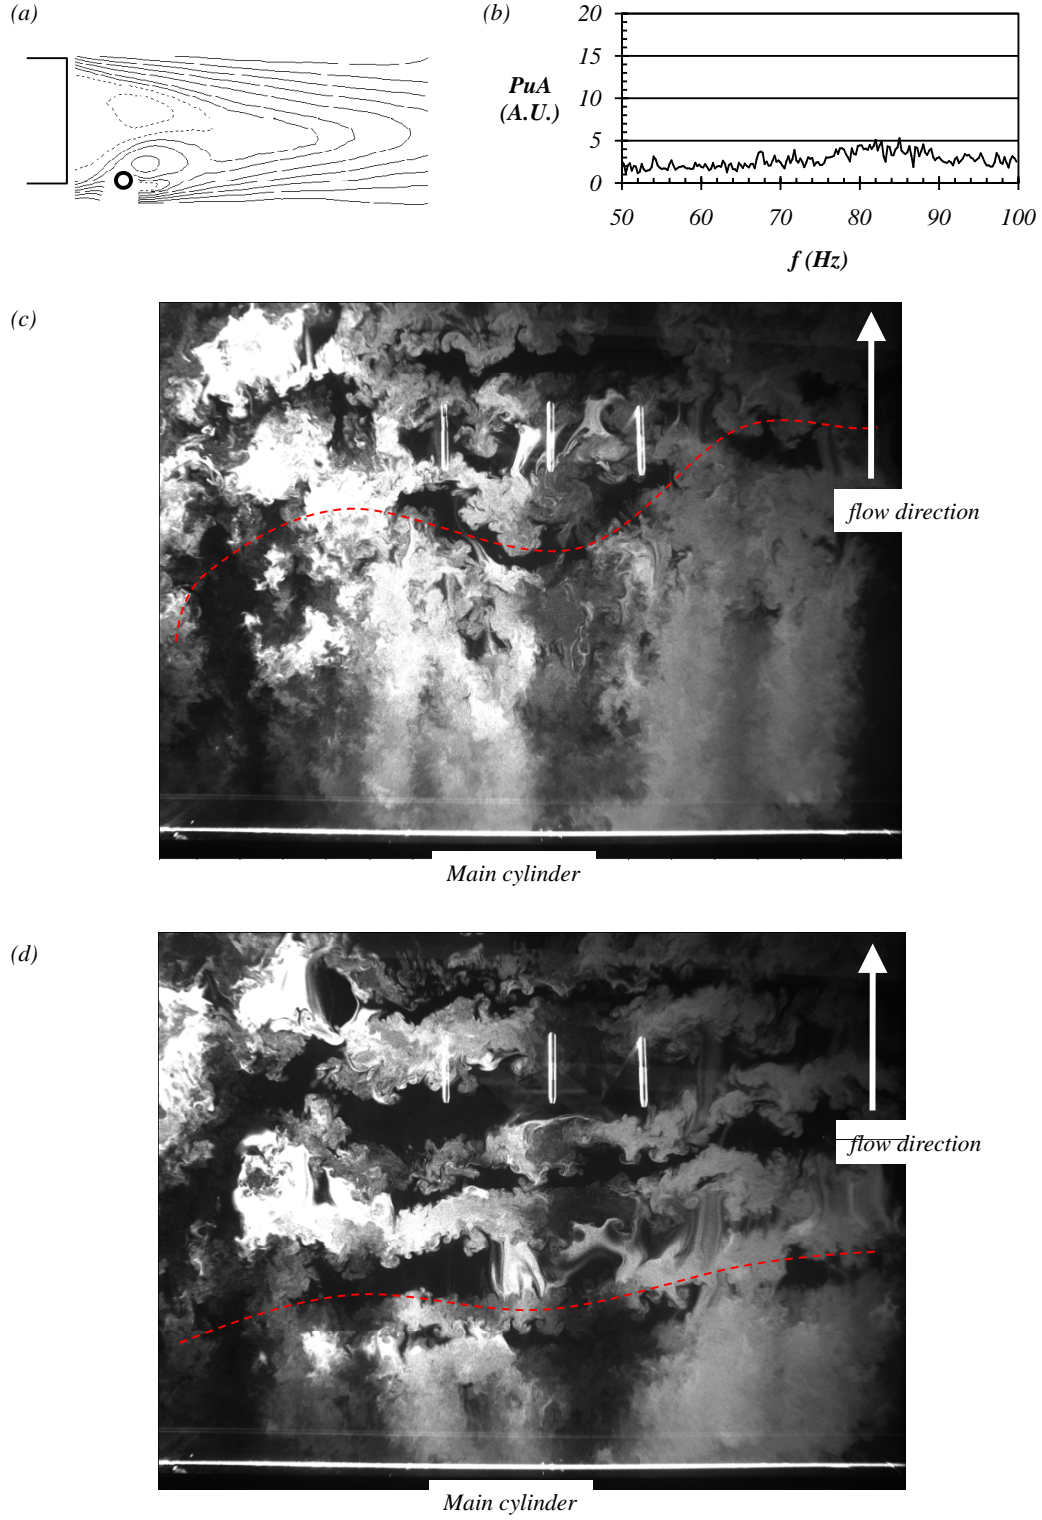 (a)
(b)
20
15
10
5
0
PuA
(A.U.)
50 60 70 80 90 100
f (Hz)
(c)
flow direction
Main cylinder
(d)
flow direction
Main cylinder